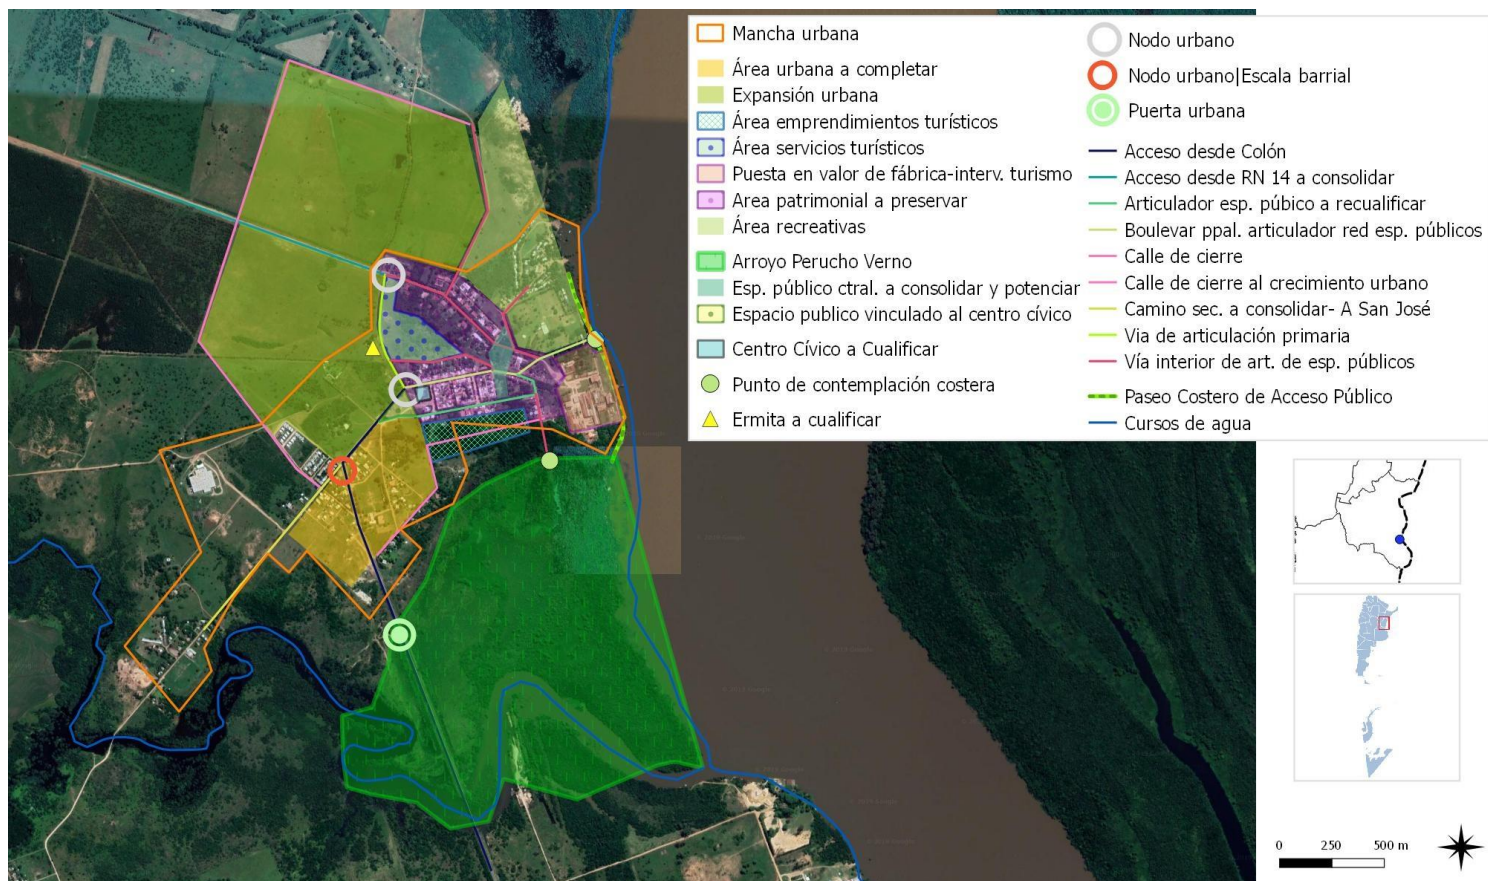 Mancha urbana
Área urbana a completar
Expansión urbana
Área emprendimientos turísticos
Área servicios turísticos
Puesta en valor de fábrica-interv. turismo
Area patrimonial a preservar
Área recreativas
Arroyo Perucho Verno
Esp. público ctral. a consolidar y potenciar
Espacio publico vinculado al centro cívico
Centro Cívico a Cualificar
Punto de contemplación costera
Ermita a cualificar
Nodo urbano
Nodo urbano|Escala barrial
Puerta urbana
Acceso desde Colón
Acceso desde RN 14 a consolidar
Articulador esp. púbico a recualificar
Boulevar ppal. articulador red esp. públicos
Calle de cierre
Calle de cierre al crecimiento urbano
Camino sec. a consolidar- A San José
Via de articulación primaria
Vía interior de art. de esp. públicos
Paseo Costero de Acceso Público
Cursos de agua
0 250 500 m